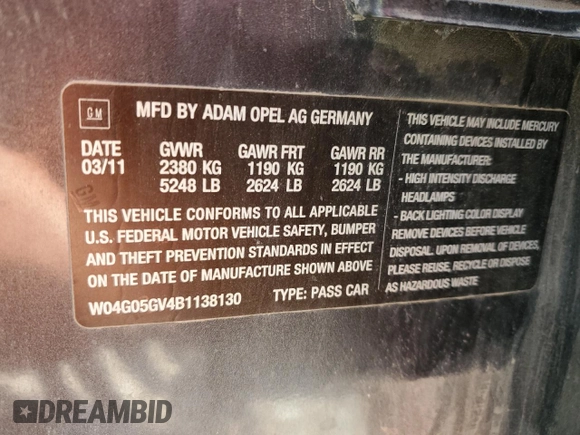 GM
MFD BY ADAM OPEL AG GERMANY
DATE GVWR GAWR FRT GAWR RR
03/11 2380 KG 1190 KG 1190 KG
5248 LB 2624 LB 2624 LB
THIS VEHICLE CONFORMS TO ALL APPLICABLE
U.S. FEDERAL MOTOR VEHICLE SAFETY, BUMPER
AND THEFT PREVENTION STANDARDS IN EFFECT
ON THE DATE OF MANUFACTURE SHOWN ABOVE
W04G05GV4B1138130 TYPE: PASS CAR
THIS VEHICLE MAY INCLUDE MERCURY
CONTAINING DEVICES INSTALLED BY
THE MANUFACTURER:
- HIGH INTENSITY DISCHARGE
HEADLAMPS
- BACK LIGHTING COLOR DISPLAY
REMOVE DEVICES BEFORE VEHICLE
DISPOSAL. UPON REMOVAL OF DEVICES,
PLEASE REUSE, RECYCLE OR DISPOSE
AS HAZARDOUS WASTE
DREAMBID